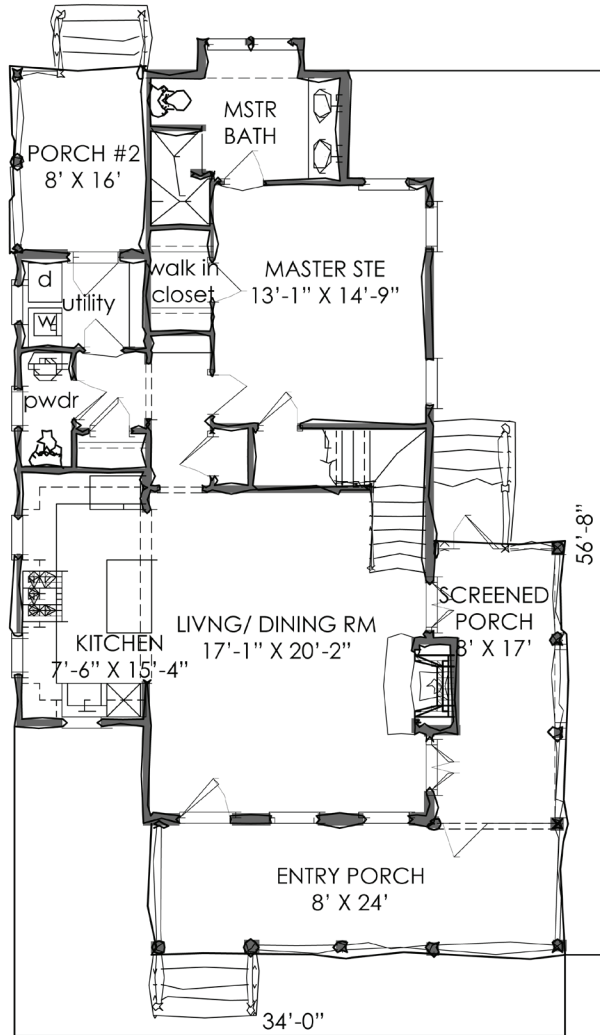 MSTR
BATH
PORCH #2
8' X 16'
walk in
closet
MASTER STE
13'-1" X 14'-9"
d
utility
w
pwdr
56'-8"
SCREENED
PORCH
8' X 17'
LIVNG/ DINING RM
17'-1" X 20'-2"
KITCHEN
7'-6" X 15'-4"
ENTRY PORCH
8' X 24'
34'-0"